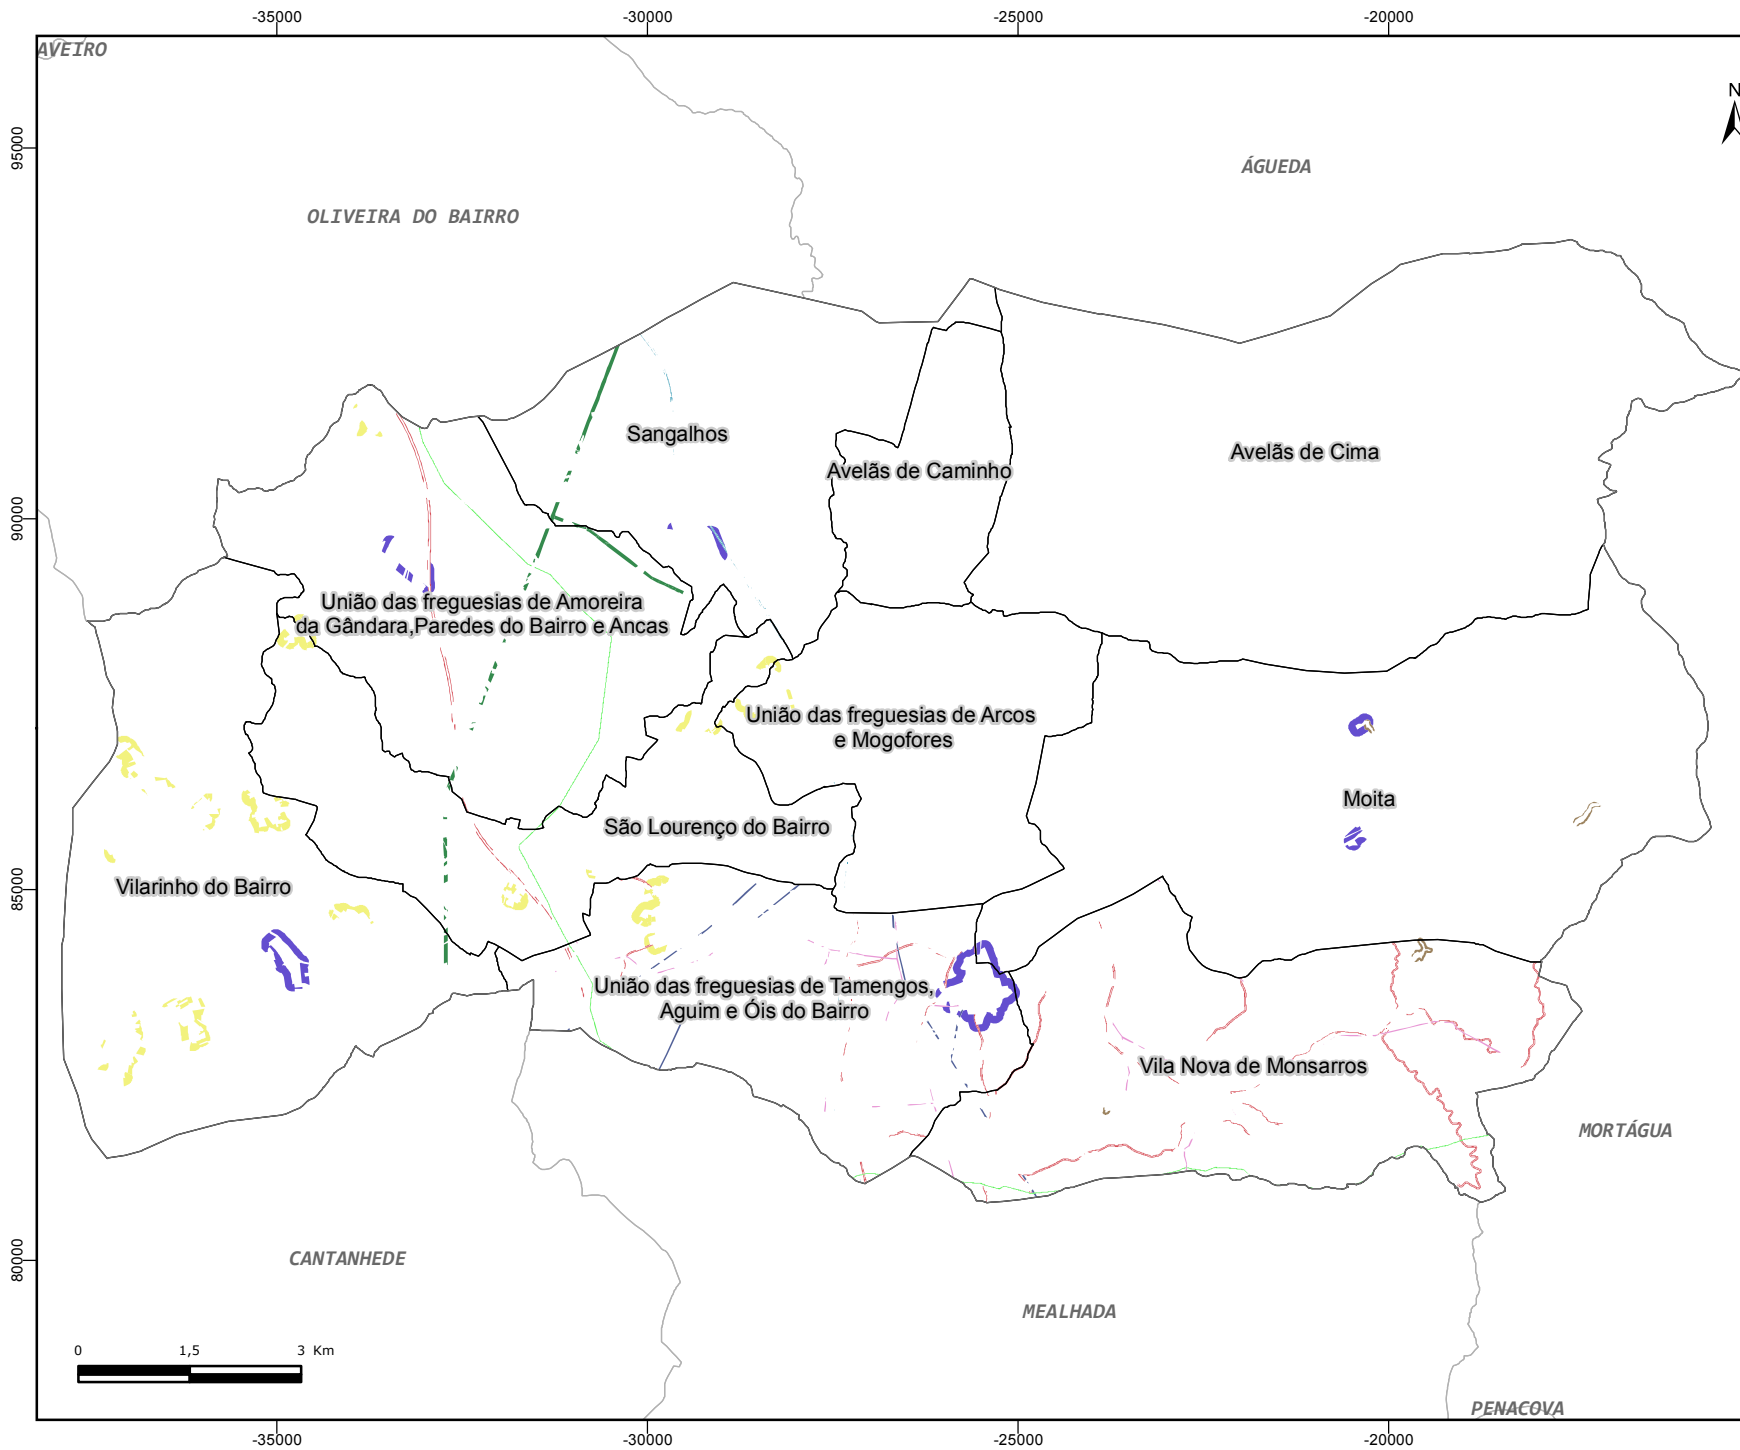 -35000
-30000
-25000
-20000
AVEIRO
N
95000
ÁGUEDA
OLIVEIRA DO BAIRRO
Sangalhos
Avelãs de Caminho
Avelãs de Cima
90000
União das freguesias de Amoreira
da Gândara,Paredes do Bairro e Ancas
União das freguesias de Arcos
e Mogofores
Moita
São Lourenço do Bairro
85000
Vilarinho do Bairro
União das freguesias de Tamengos,
Aguim e Óis do Bairro
Vila Nova de Monsarros
MORTÁGUA
80000
CANTANHEDE
MEALHADA
0 1,5 3 Km
PENACOVA
-35000
-30000
-25000
-20000